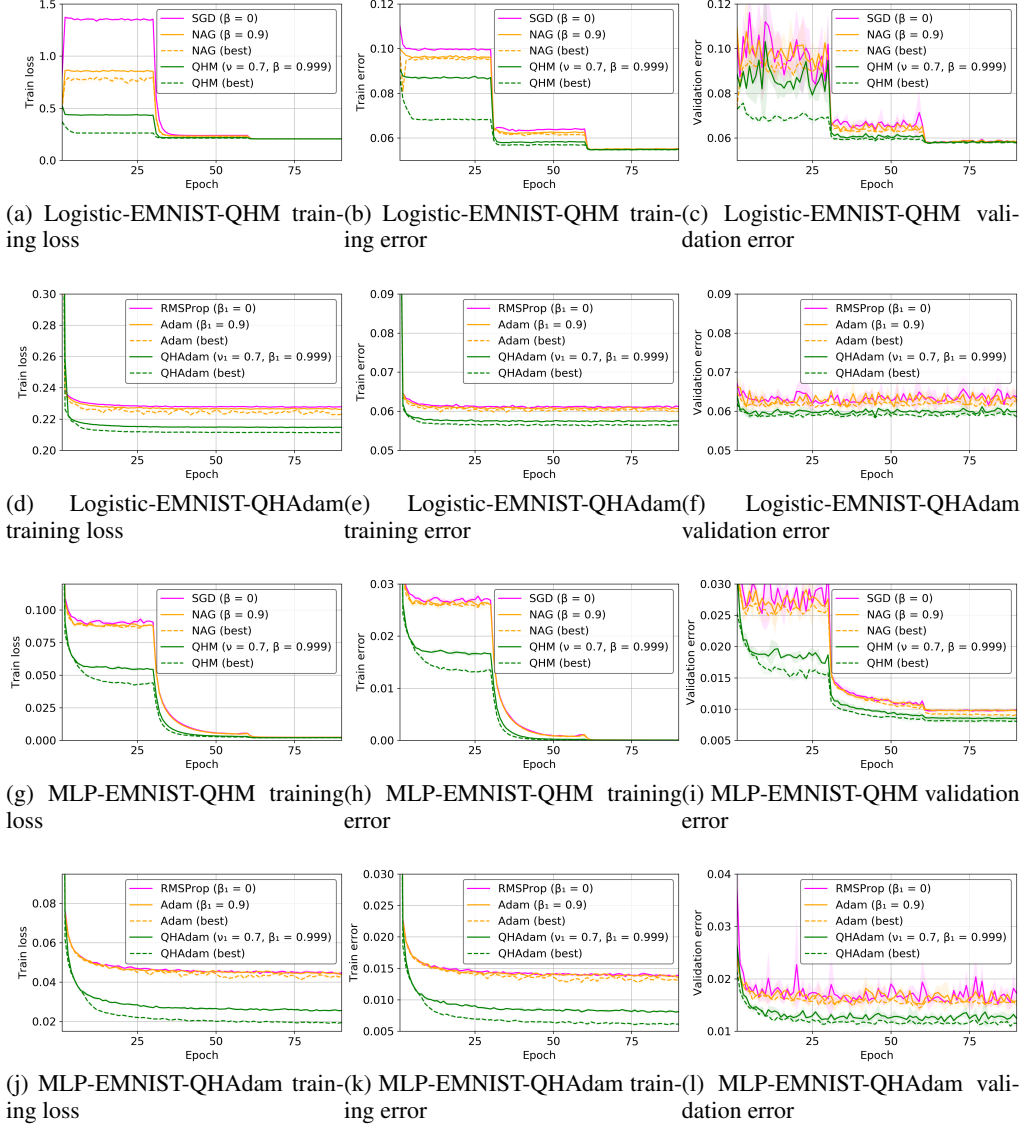 1.5
1.0
0.5
0.0
Train loss
SGD (β = 0)
NAG (β = 0.9)
NAG (best)
QHM (ν = 0.7, β = 0.999)
QHM (best)
25 50 75
Epoch
(a) Logistic-EMNIST-QHM train-
ing loss
0.12
0.10
0.08
0.06
Train error
SGD (β = 0)
NAG (β = 0.9)
NAG (best)
QHM (ν = 0.7, β = 0.999)
QHM (best)
25 50 75
Epoch
(b) Logistic-EMNIST-QHM train-
ing error
0.12
0.10
0.08
0.06
Validation error
SGD (β = 0)
NAG (β = 0.9)
NAG (best)
QHM (ν = 0.7, β = 0.999)
QHM (best)
25 50 75
Epoch
(c) Logistic-EMNIST-QHM vali-
dation error
0.30
0.28
0.26
0.24
0.22
0.20
Train loss
RMSProp (β₁ = 0)
Adam (β₁ = 0.9)
Adam (best)
QHAdam (ν₁ = 0.7, β₁ = 0.999)
QHAdam (best)
25 50 75
Epoch
(d) Logistic-EMNIST-QHAdam
training loss
0.09
0.08
0.07
0.06
0.05
Train error
RMSProp (β₁ = 0)
Adam (β₁ = 0.9)
Adam (best)
QHAdam (ν₁ = 0.7, β₁ = 0.999)
QHAdam (best)
25 50 75
Epoch
(e) Logistic-EMNIST-QHAdam
training error
0.09
0.08
0.07
0.06
0.05
Validation error
RMSProp (β₁ = 0)
Adam (β₁ = 0.9)
Adam (best)
QHAdam (ν₁ = 0.7, β₁ = 0.999)
QHAdam (best)
25 50 75
Epoch
(f) Logistic-EMNIST-QHAdam
validation error
0.100
0.075
0.050
0.025
0.000
Train loss
SGD (β = 0)
NAG (β = 0.9)
NAG (best)
QHM (ν = 0.7, β = 0.999)
QHM (best)
25 50 75
Epoch
(g) MLP-EMNIST-QHM training
loss
0.03
0.02
0.01
0.00
Train error
SGD (β = 0)
NAG (β = 0.9)
NAG (best)
QHM (ν = 0.7, β = 0.999)
QHM (best)
25 50 75
Epoch
(h) MLP-EMNIST-QHM training
error
0.030
0.025
0.020
0.015
0.010
0.005
Validation error
SGD (β = 0)
NAG (β = 0.9)
NAG (best)
QHM (ν = 0.7, β = 0.999)
QHM (best)
25 50 75
Epoch
(i) MLP-EMNIST-QHM validation
error
0.08
0.06
0.04
0.02
Train loss
RMSProp (β₁ = 0)
Adam (β₁ = 0.9)
Adam (best)
QHAdam (ν₁ = 0.7, β₁ = 0.999)
QHAdam (best)
25 50 75
Epoch
(j) MLP-EMNIST-QHAdam train-
ing loss
0.030
0.025
0.020
0.015
0.010
0.005
Train error
RMSProp (β₁ = 0)
Adam (β₁ = 0.9)
Adam (best)
QHAdam (ν₁ = 0.7, β₁ = 0.999)
QHAdam (best)
25 50 75
Epoch
(k) MLP-EMNIST-QHAdam train-
ing error
0.04
0.03
0.02
0.01
Validation error
RMSProp (β₁ = 0)
Adam (β₁ = 0.9)
Adam (best)
QHAdam (ν₁ = 0.7, β₁ = 0.999)
QHAdam (best)
25 50 75
Epoch
(l) MLP-EMNIST-QHAdam vali-
dation error